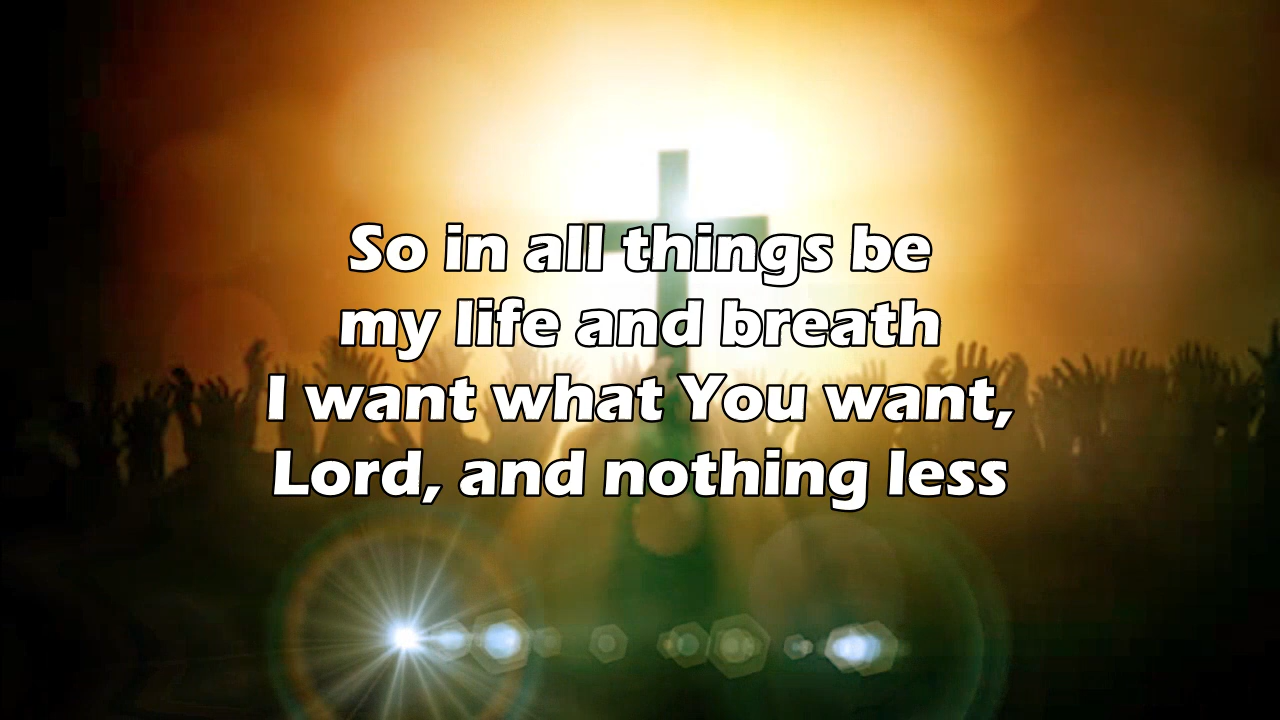 So in all things be
my life and breath
I want what You want,
Lord, and nothing less